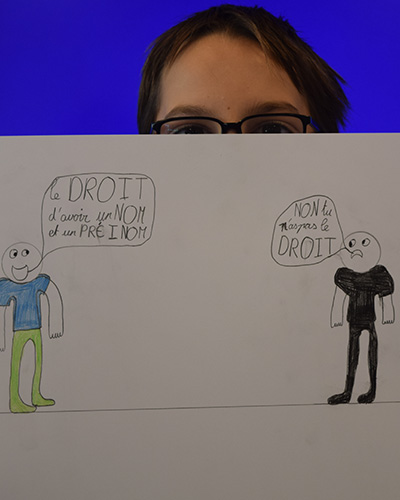 le DROIT
d'avoir un NOM
et un PRÉNOM
NON tu
n'as pas le
DROIT